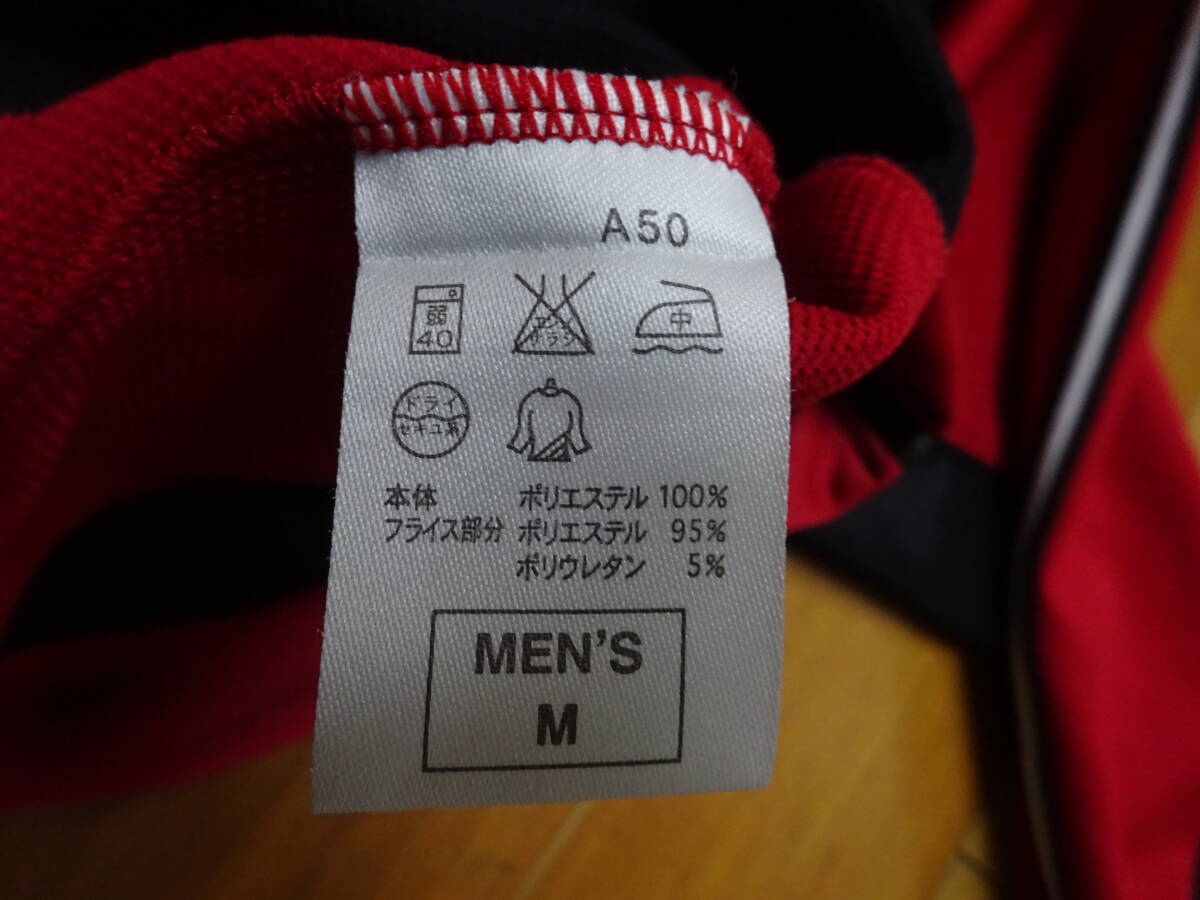 A50
弱
40
エンソ
サラシ
中
ドライ
セキユ系
本体 ポリエステル 100%
フライス部分 ポリエステル 95%
ポリウレタン 5%
MEN'S
M